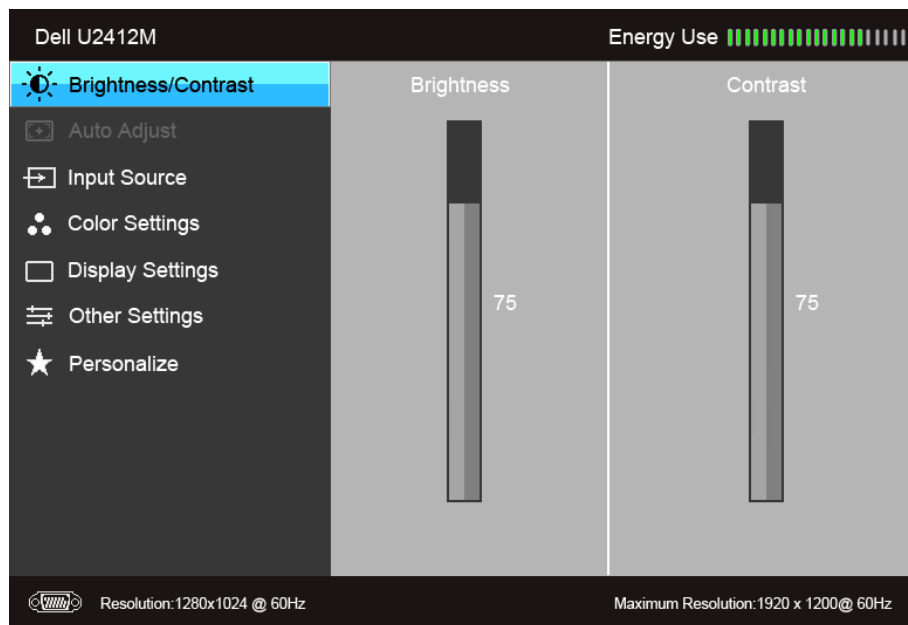 Dell U2412M
Energy Use
Brightness/Contrast
Auto Adjust
Input Source
Color Settings
Display Settings
Other Settings
Personalize
Brightness
75
Contrast
75
Resolution:1280x1024 @ 60Hz
Maximum Resolution:1920 x 1200@ 60Hz